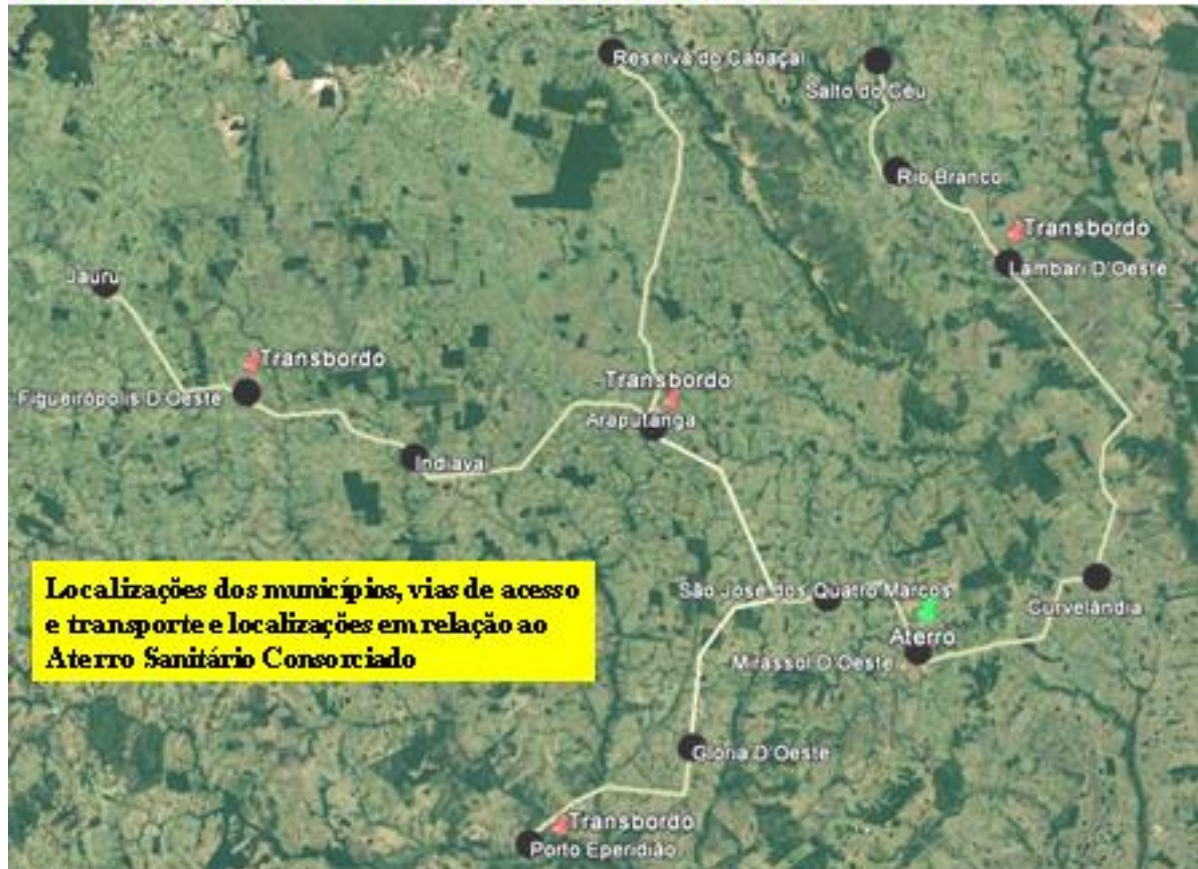 Reserva do Cabaçal
Salto do Céu
Rio Branco
Transbordo
Lambari D'Oeste
Jauru
Transbordo
Figueirópolis D'Oeste
Transbordo
Araputanga
Indiavaí
Localizações dos municípios, vias de acesso
e transporte e localizações em relação ao
Aterro Sanitário Consorciado
São José dos Quatro Marcos
Curvelândia
Aterro
Mirassol D'Oeste
Glória D'Oeste
Transbordo
Porto Eperidião